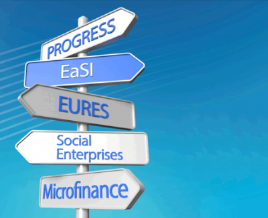 PROGRESS
EaSI
EURES
Social
Enterprises
Microfinance